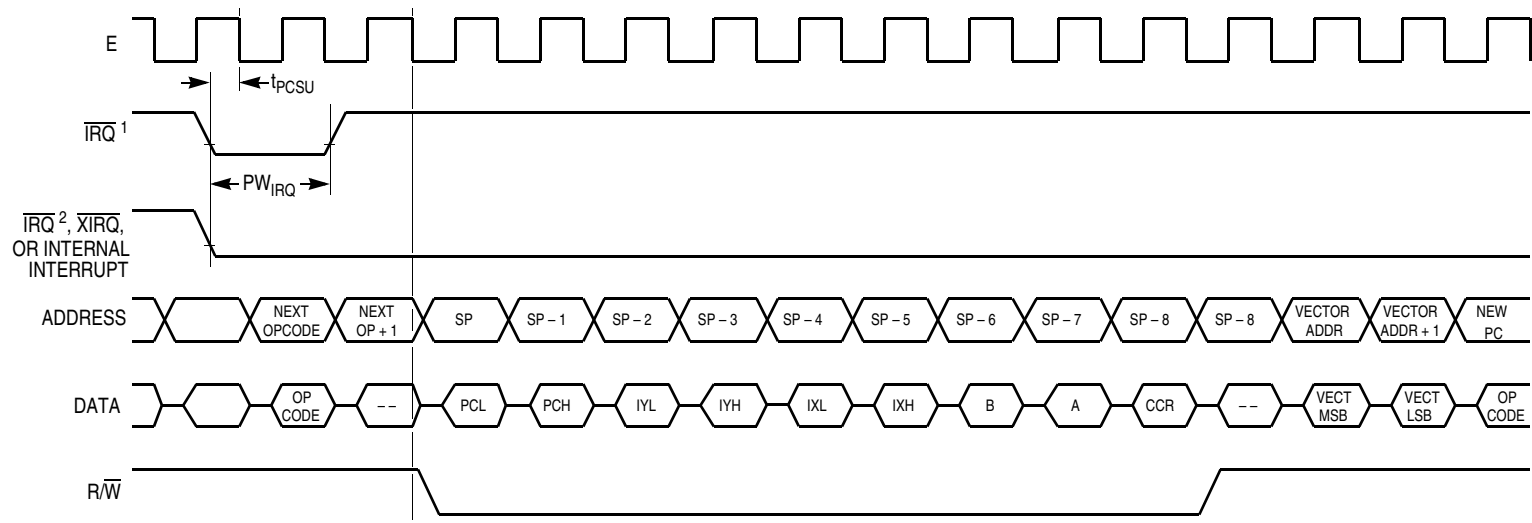 E
tPCSU
IRQ 1
PWIRQ
IRQ 2, XIRQ,
OR INTERNAL
INTERRUPT
ADDRESS
NEXT
OPCODE
NEXT
OP + 1
SP
SP – 1
SP – 2
SP – 3
SP – 4
SP – 5
SP – 6
SP – 7
SP – 8
SP – 8
VECTOR
ADDR
VECTOR
ADDR + 1
NEW
PC
DATA
OP
CODE
– –
PCL
PCH
IYL
IYH
IXL
IXH
B
A
CCR
– –
VECT
MSB
VECT
LSB
OP
CODE
R/W